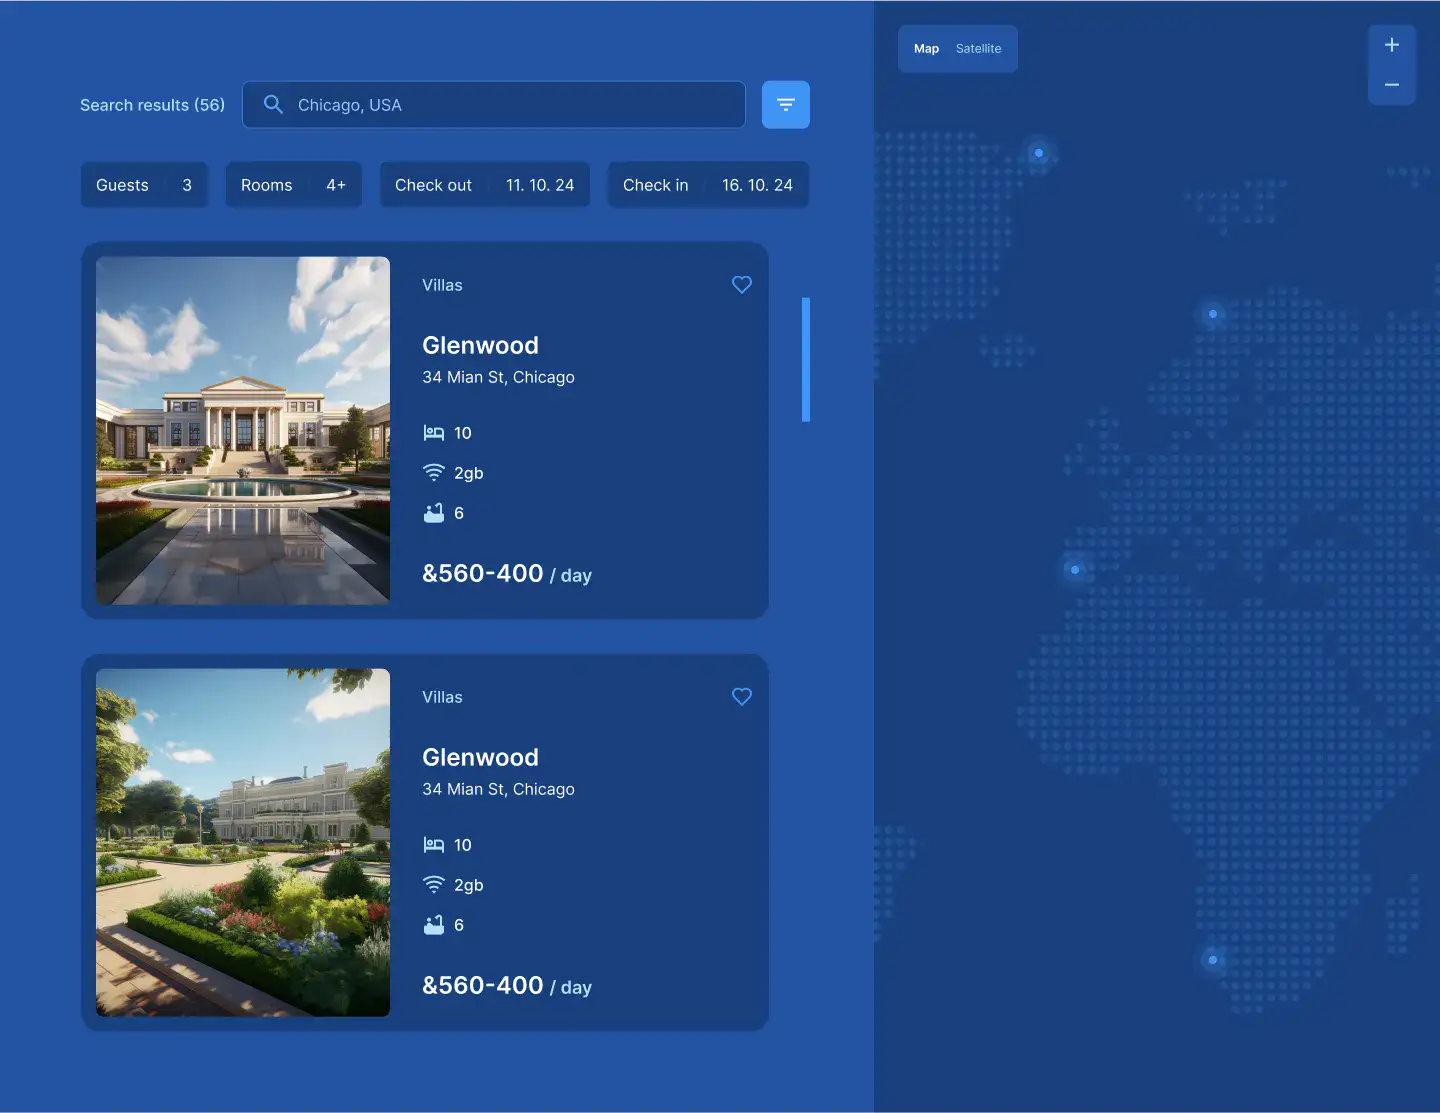 Search results (56)
Chicago, USA
Guests 3
Rooms 4+
Check out 11. 10. 24
Check in 16. 10. 24
Villas
Glenwood
34 Mian St, Chicago
10
2gb
6
&560-400 / day
Villas
Glenwood
34 Mian St, Chicago
10
2gb
6
&560-400 / day
Map Satellite